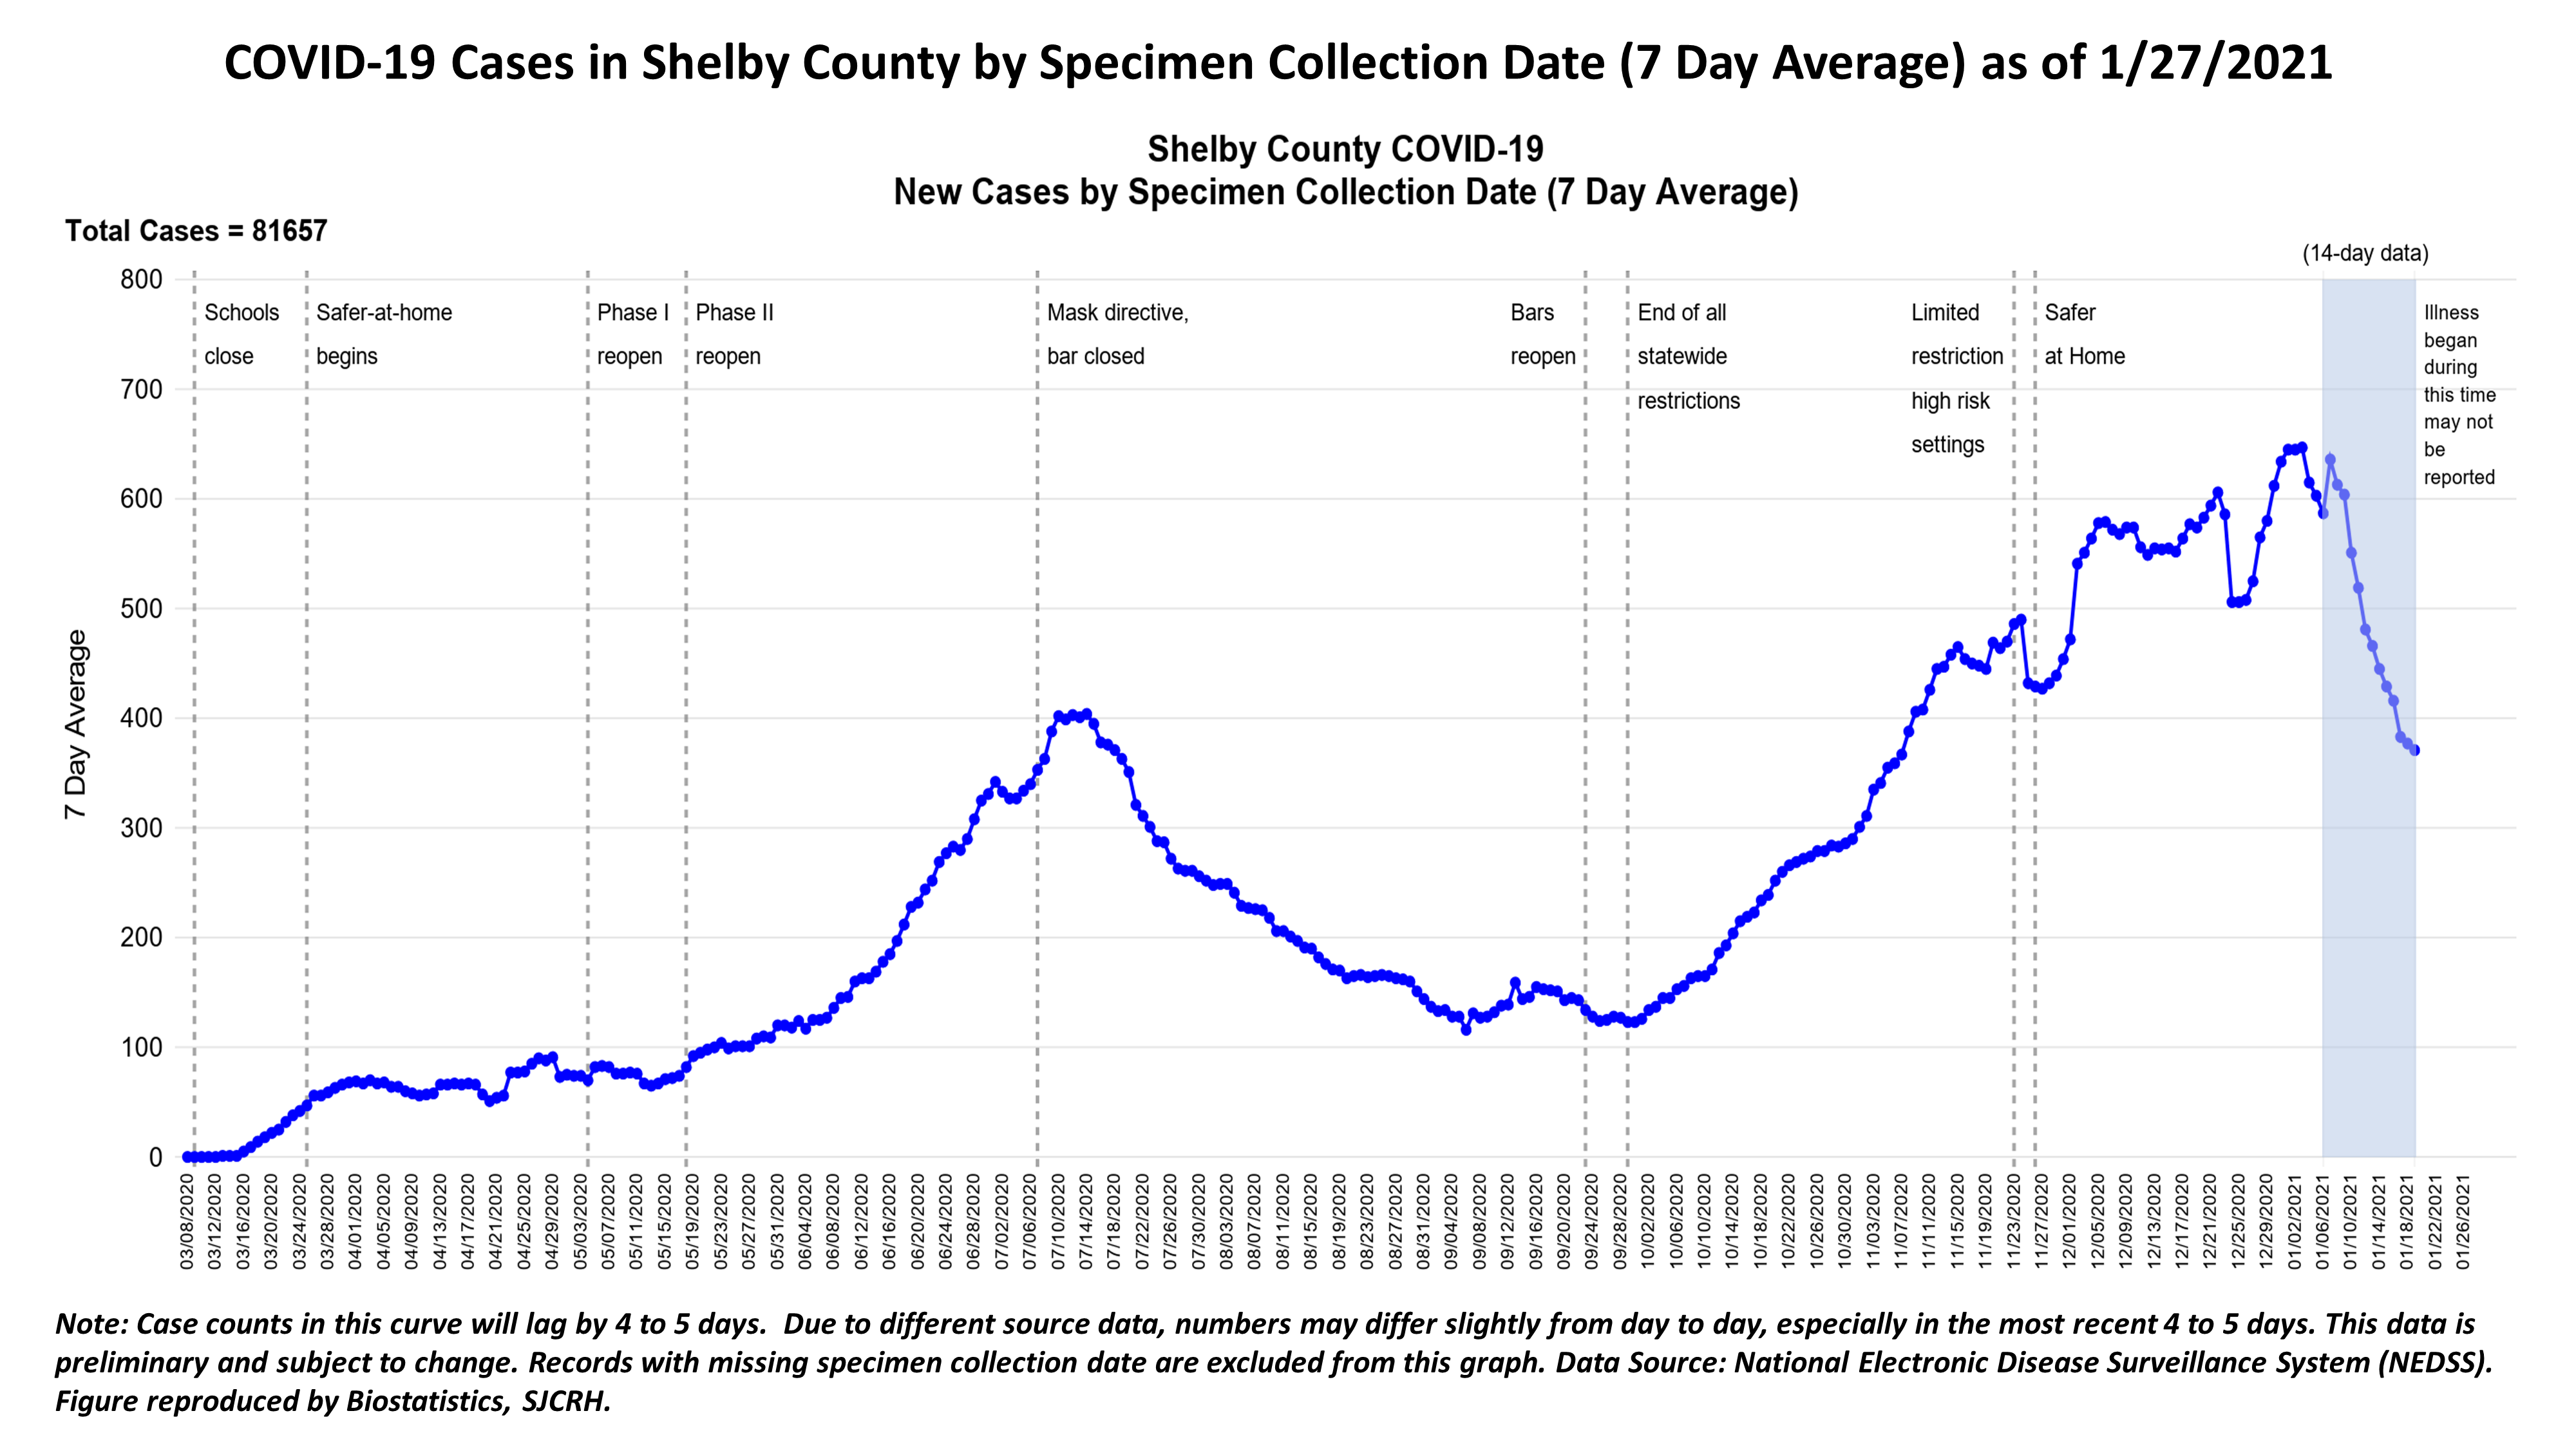 COVID-19 Cases in Shelby County by Specimen Collection Date (7 Day Average) as of 1/27/2021
Shelby County COVID-19
New Cases by Specimen Collection Date (7 Day Average)
Total Cases = 81657
(14-day data)
800
700
600
500
400
300
200
100
0
7 Day Average
Schools
close
Safer-at-home
begins
Phase I
reopen
Phase II
reopen
Mask directive,
bar closed
Bars
reopen
End of all
statewide
restrictions
Limited
restriction
high risk
settings
Safer
at Home
Illness
began
during
this time
may not
be
reported
03/08/2020
03/12/2020
03/16/2020
03/20/2020
03/24/2020
03/28/2020
04/01/2020
04/05/2020
04/09/2020
04/13/2020
04/17/2020
04/21/2020
04/25/2020
04/29/2020
05/03/2020
05/07/2020
05/11/2020
05/15/2020
05/19/2020
05/23/2020
05/27/2020
05/31/2020
06/04/2020
06/08/2020
06/12/2020
06/16/2020
06/20/2020
06/24/2020
06/28/2020
07/02/2020
07/06/2020
07/10/2020
07/14/2020
07/18/2020
07/22/2020
07/26/2020
07/30/2020
08/03/2020
08/07/2020
08/11/2020
08/15/2020
08/19/2020
08/23/2020
08/27/2020
08/31/2020
09/04/2020
09/08/2020
09/12/2020
09/16/2020
09/20/2020
09/24/2020
09/28/2020
10/02/2020
10/06/2020
10/10/2020
10/14/2020
10/18/2020
10/22/2020
10/26/2020
10/30/2020
11/03/2020
11/07/2020
11/11/2020
11/15/2020
11/19/2020
11/23/2020
11/27/2020
12/01/2020
12/05/2020
12/09/2020
12/13/2020
12/17/2020
12/21/2020
12/25/2020
12/29/2020
01/02/2021
01/06/2021
01/10/2021
01/14/2021
01/18/2021
01/22/2021
01/26/2021
Note: Case counts in this curve will lag by 4 to 5 days.  Due to different source data, numbers may differ slightly from day to day, especially in the most recent 4 to 5 days. This data is
preliminary and subject to change. Records with missing specimen collection date are excluded from this graph. Data Source: National Electronic Disease Surveillance System (NEDSS).
Figure reproduced by Biostatistics, SJCRH.